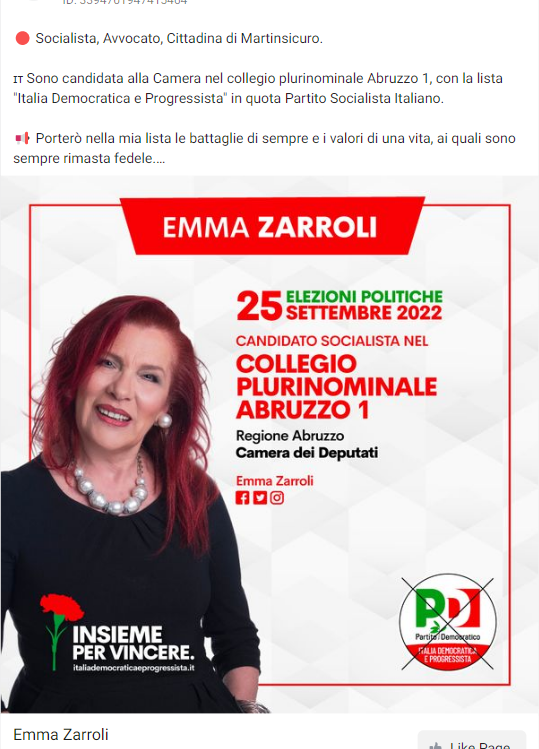 ID: 3394701947413464
Socialista, Avvocato, Cittadina di Martinsicuro.
IT Sono candidata alla Camera nel collegio plurinominale Abruzzo 1, con la lista
"Italia Democratica e Progressista" in quota Partito Socialista Italiano.
Porterò nella mia lista le battaglie di sempre e i valori di una vita, ai quali sono
sempre rimasta fedele....
EMMA ZARROLI
25 ELEZIONI POLITICHE
SETTEMBRE 2022
CANDIDATO SOCIALISTA NEL
COLLEGIO
PLURINOMINALE
ABRUZZO 1
Regione Abruzzo
Camera dei Deputati
Emma Zarroli
INSIEME
PER VINCERE.
italiademocraticaeprogressista.it
PD
Partito Democratico
ITALIA DEMOCRATICA
E PROGRESSISTA
Emma Zarroli
Like Page